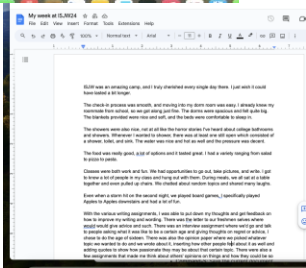 My week at ISJW24
File Edit View Insert Format Tools Extensions Help
100% Normal text Arial
ISJW was an amazing camp, and I truly cherished every single day there. I just wish it could
have lasted a bit longer.
The check-in process was smooth, and moving into my dorm room was easy. I already knew my
roommate from school, so we got along just fine. The dorms were spacious and felt quite big.
The blankets provided were nice and soft, and the beds were comfortable to sleep in.
The showers were also nice, not at all like the horror stories I've heard about college bathrooms
and showers. Whenever I wanted to shower, there was at least one still open which consisted of
a shower, toilet, and sink. The water was nice and hot as well and the pressure was decent.
The food was really good, a lot of options and it tasted great. I had a variety ranging from salad
to pizza to pasta.
Classes were both work and fun. We had opportunities to go out, take pictures, and write. I got
to know a lot of people in my class and hung out with them. During meals, we all sat at a table
together and even pulled up chairs. We chatted about random topics and shared many laughs.
Even when a storm hit on the second night, we played board games, I specifically played
Apples to Apples downstairs and had a lot of fun.
With the various writing assignments, I was able to put down my thoughts and get feedback on
how to improve my writing and wording. There was the letter to our freshmen selves where
would give advice and such. There was an interview assignment where we'd go and talk
to people asking what it was like to be a certain age and giving thoughts on regret or advice. I
chose to do the age of sixteen. There was also the opinion paper where we picked whatever
topic we wanted to do and we wrote about it, inserting how other people felt about it as well and
adding quotes to show how passionate they may be about that certain topic. There were also a
few assignments that made me think about others' opinions on things and how they could be so